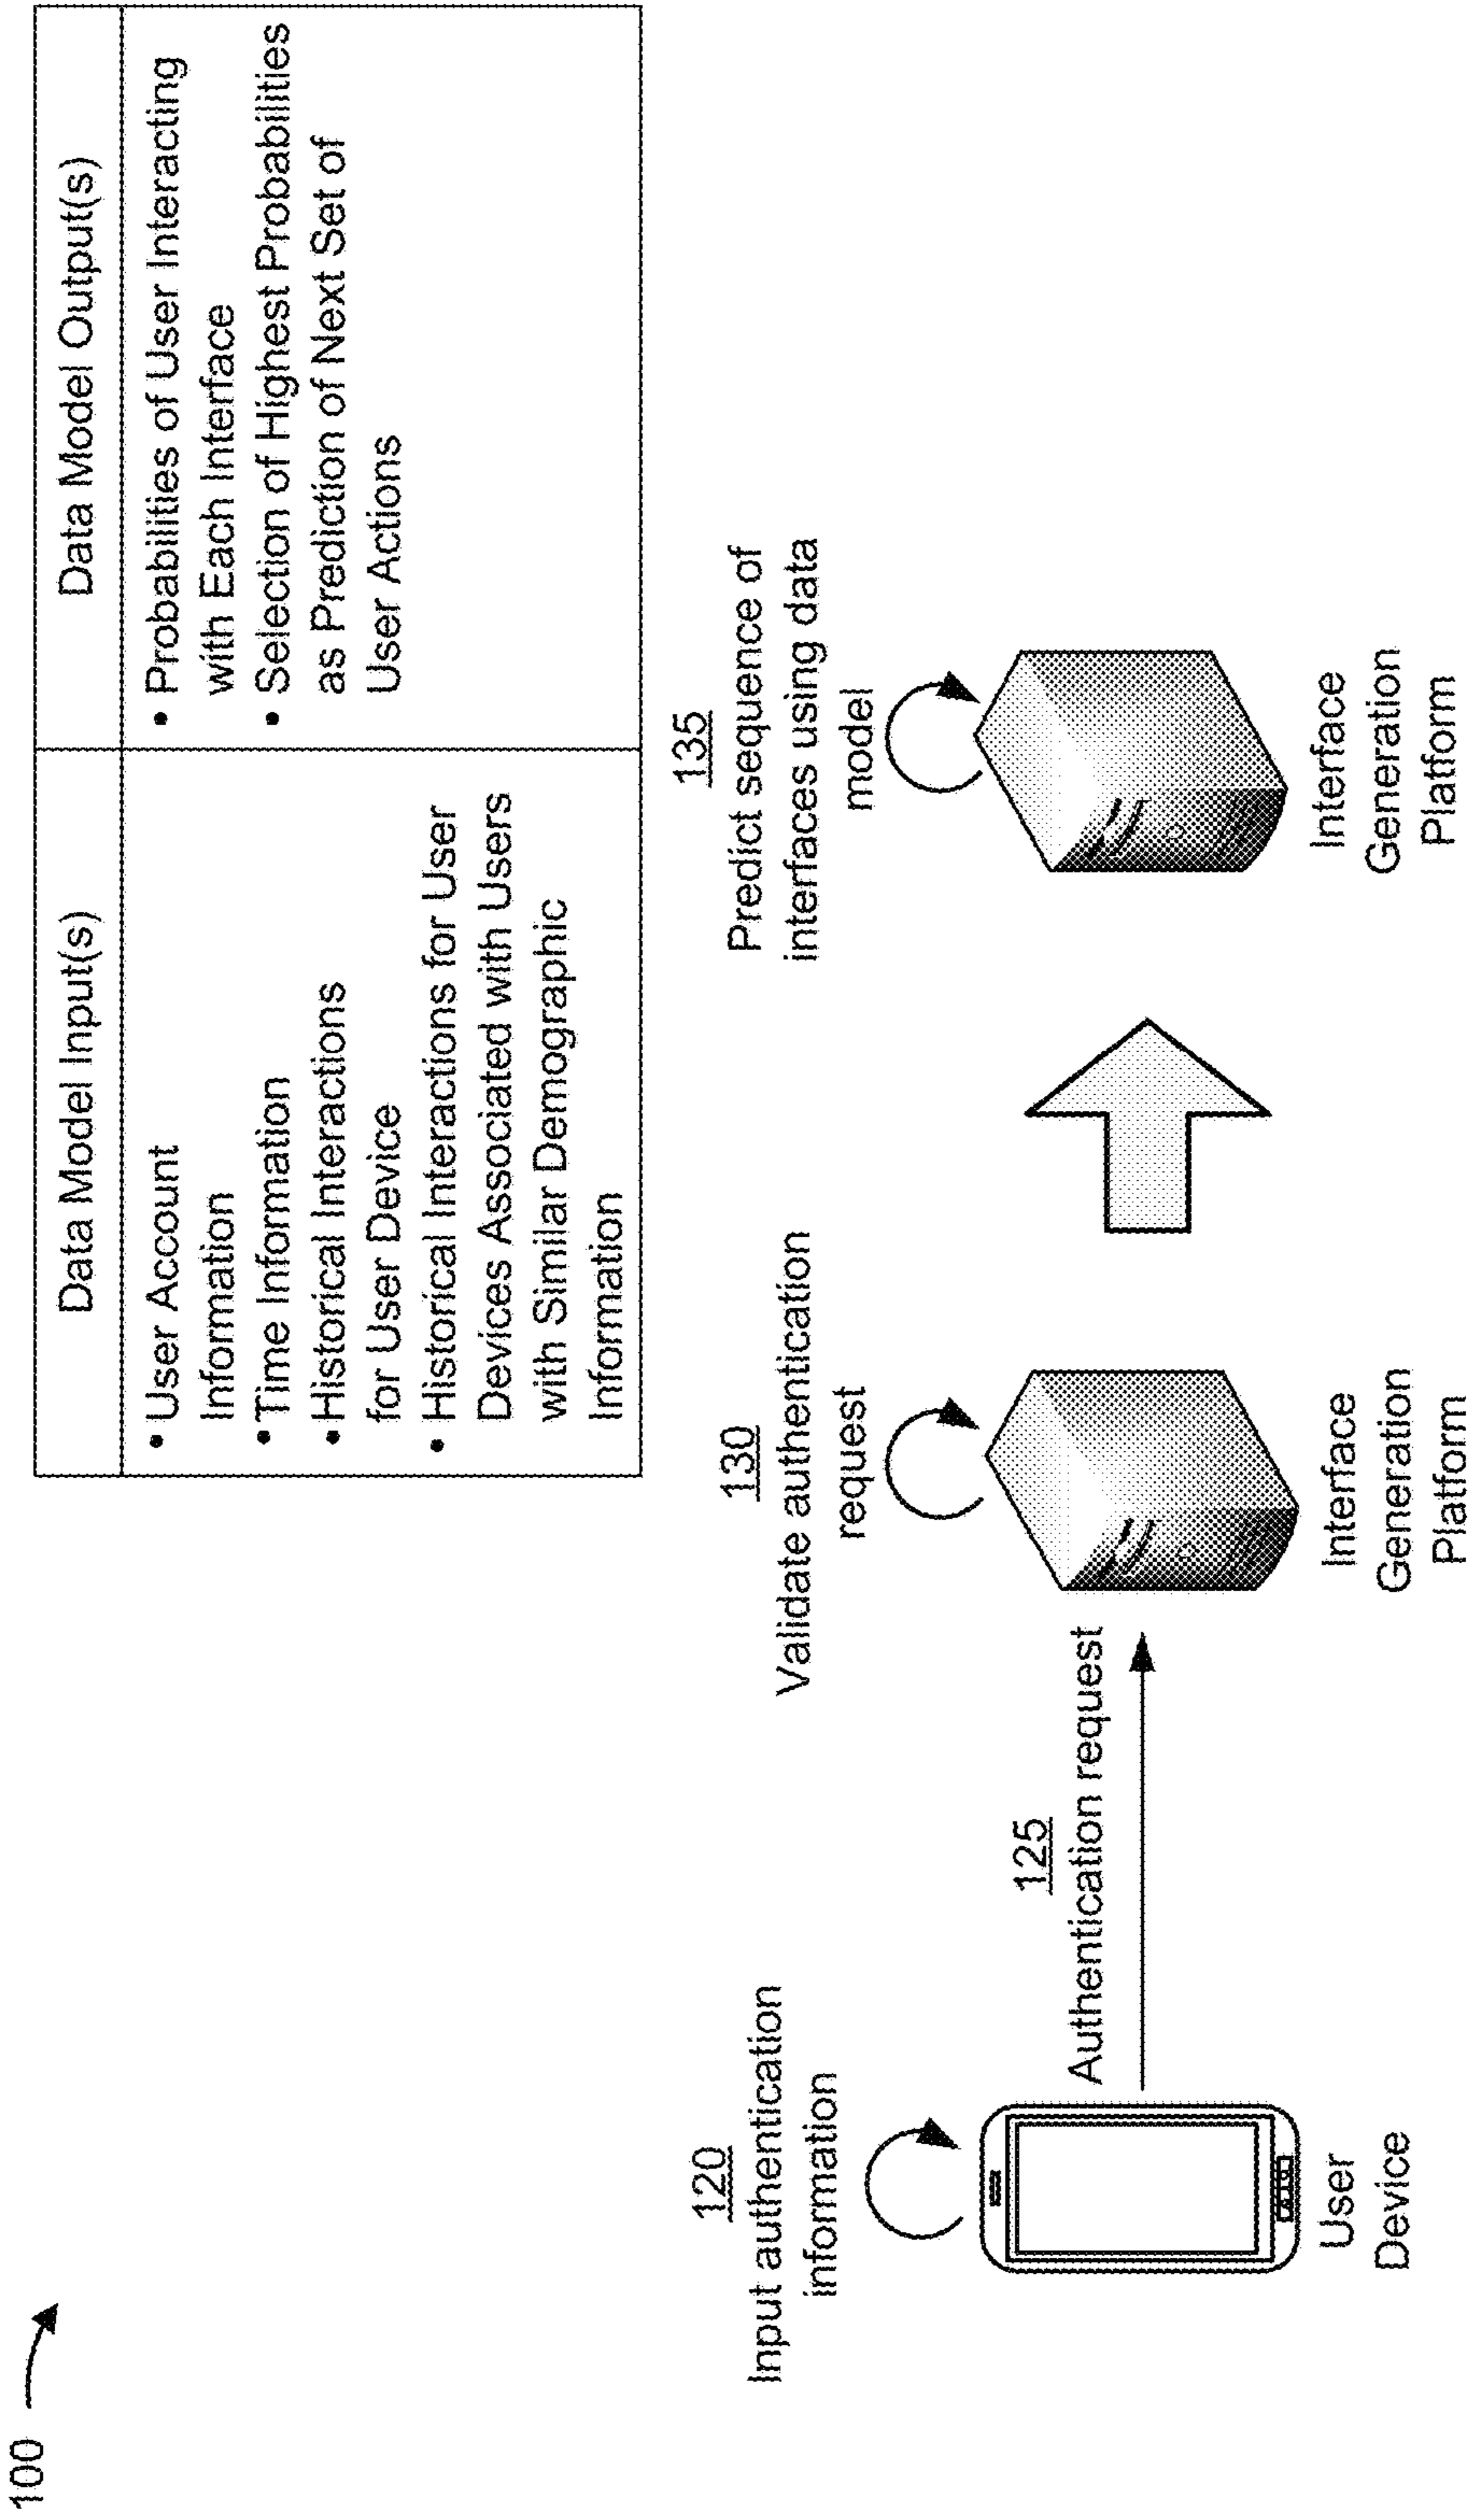 100
Data Model Input(s)
• User Account
Information
• Time Information
• Historical Interactions
for User Device
• Historical Interactions for User
Devices Associated with Users
with Similar Demographic
Information
Data Model Output(s)
• Probabilities of User Interacting
with Each Interface
• Selection of Highest Probabilities
as Prediction of Next Set of
User Actions
120
Input authentication
information
User
Device
125
Authentication request
130
Validate authentication
request
Interface
Generation
Platform
135
Predict sequence of
interfaces using data
model
Interface
Generation
Platform